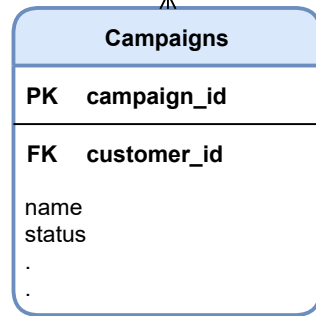 Campaigns
PK campaign_id
FK customer_id
name
status
.
.